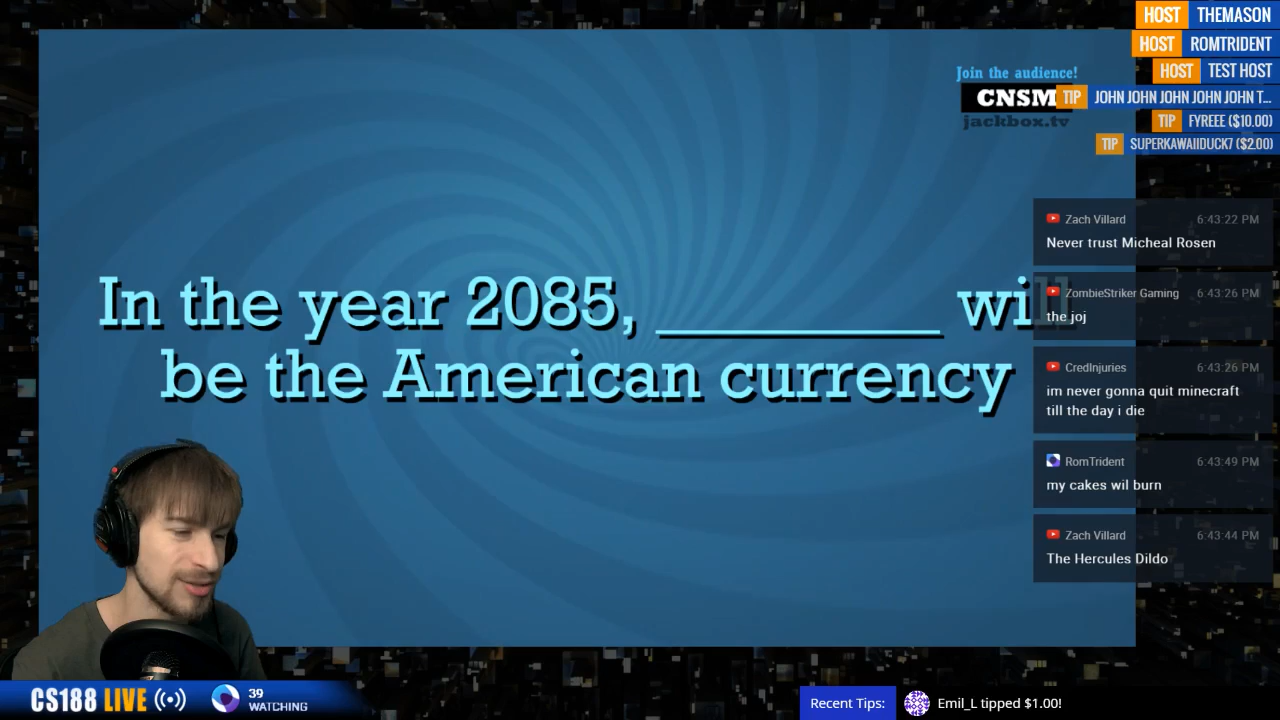 HOST THEMASON
HOST ROMTRIDENT
HOST TEST HOST
TIP JOHN JOHN JOHN JOHN JOHN T...
TIP FYREEE ($10.00)
TIP SUPERKAWAIIDUCK7 ($2.00)
Join the audience!
CNSM
jackbox.tv
In the year 2085, _________ will
be the American currency
Zach Villard 6:43:22 PM
Never trust Micheal Rosen
ZombieStriker Gaming 6:43:26 PM
the joj
CredInjuries 6:43:26 PM
im never gonna quit minecraft
till the day i die
RomTrident 6:43:49 PM
my cakes wil burn
Zach Villard 6:43:44 PM
The Hercules Dildo
CS188 LIVE
39
WATCHING
Recent Tips: Emil_L tipped $1.00!